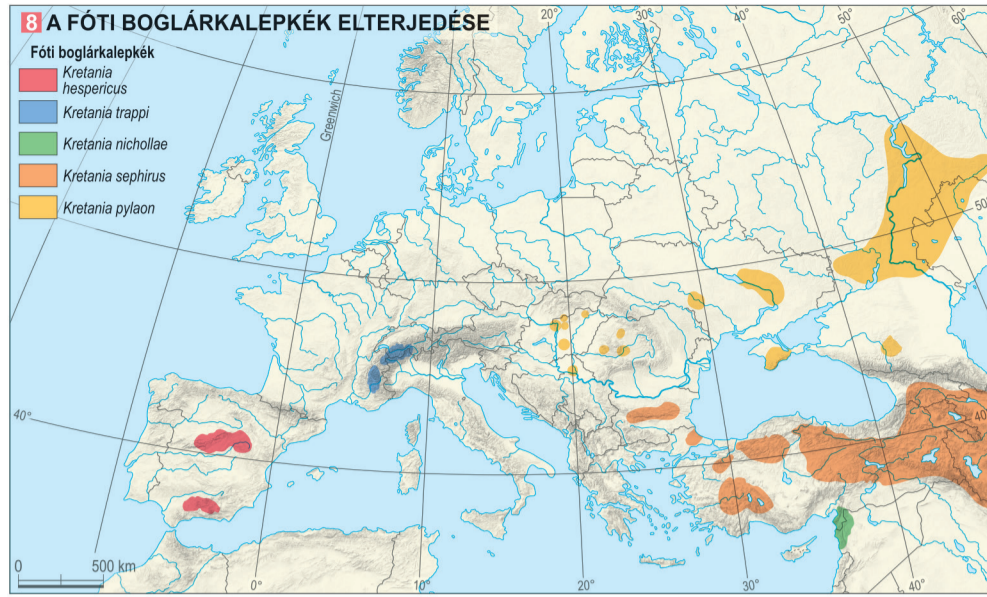 8 A FÓTI BOGLÁRKALEPKÉK ELTERJEDÉSE
Fóti boglárkalepkék
Kretania
hespericus
Kretania trappi
Kretania nichollae
Kretania sephirus
Kretania pylaon
Greenwich
20°
30°
40°
50°
60°
50°
40°
40°
0
500 km
0°
10°
20°
30°
40°